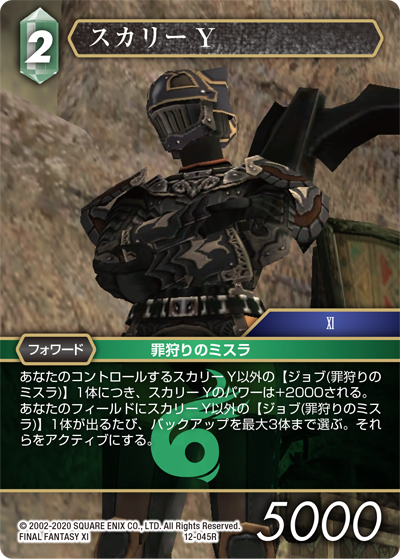 2
スカリーY
XI
フォワード
罪狩りのミスラ
あなたのコントロールするスカリーY以外の【ジョブ(罪狩りの
ミスラ)】1体につき、スカリーYのパワーは+2000される。
あなたのフィールドにスカリーY以外の【ジョブ(罪狩りのミス
ラ)】1体が出るたび、バックアップを最大3体まで選ぶ。それ
らをアクティブにする。
© 2002-2020 SQUARE ENIX CO., LTD. All Rights Reserved.
FINAL FANTASY XI
12-045R
5000